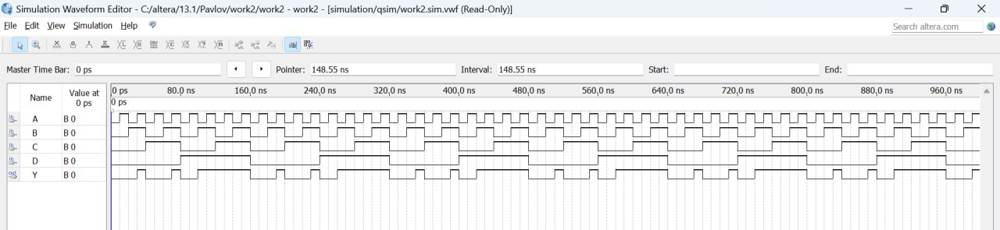 Simulation Waveform Editor - C:/altera/13.1/Pavlov/work2/work2 - work2 - [simulation/qsim/work2.sim.vwf (Read-Only)]
File Edit View Simulation Help
Search altera.com
Master Time Bar: 0 ps Pointer: 148.55 ns Interval: 148.55 ns Start: End:
Name Value at 0 ps
0 ps 80,0 ns 160,0 ns 240,0 ns 320,0 ns 400,0 ns 480,0 ns 560,0 ns 640,0 ns 720,0 ns 800,0 ns 880,0 ns 960,0 ns
0 ps
A B 0
B B 0
C B 0
D B 0
Y B 0